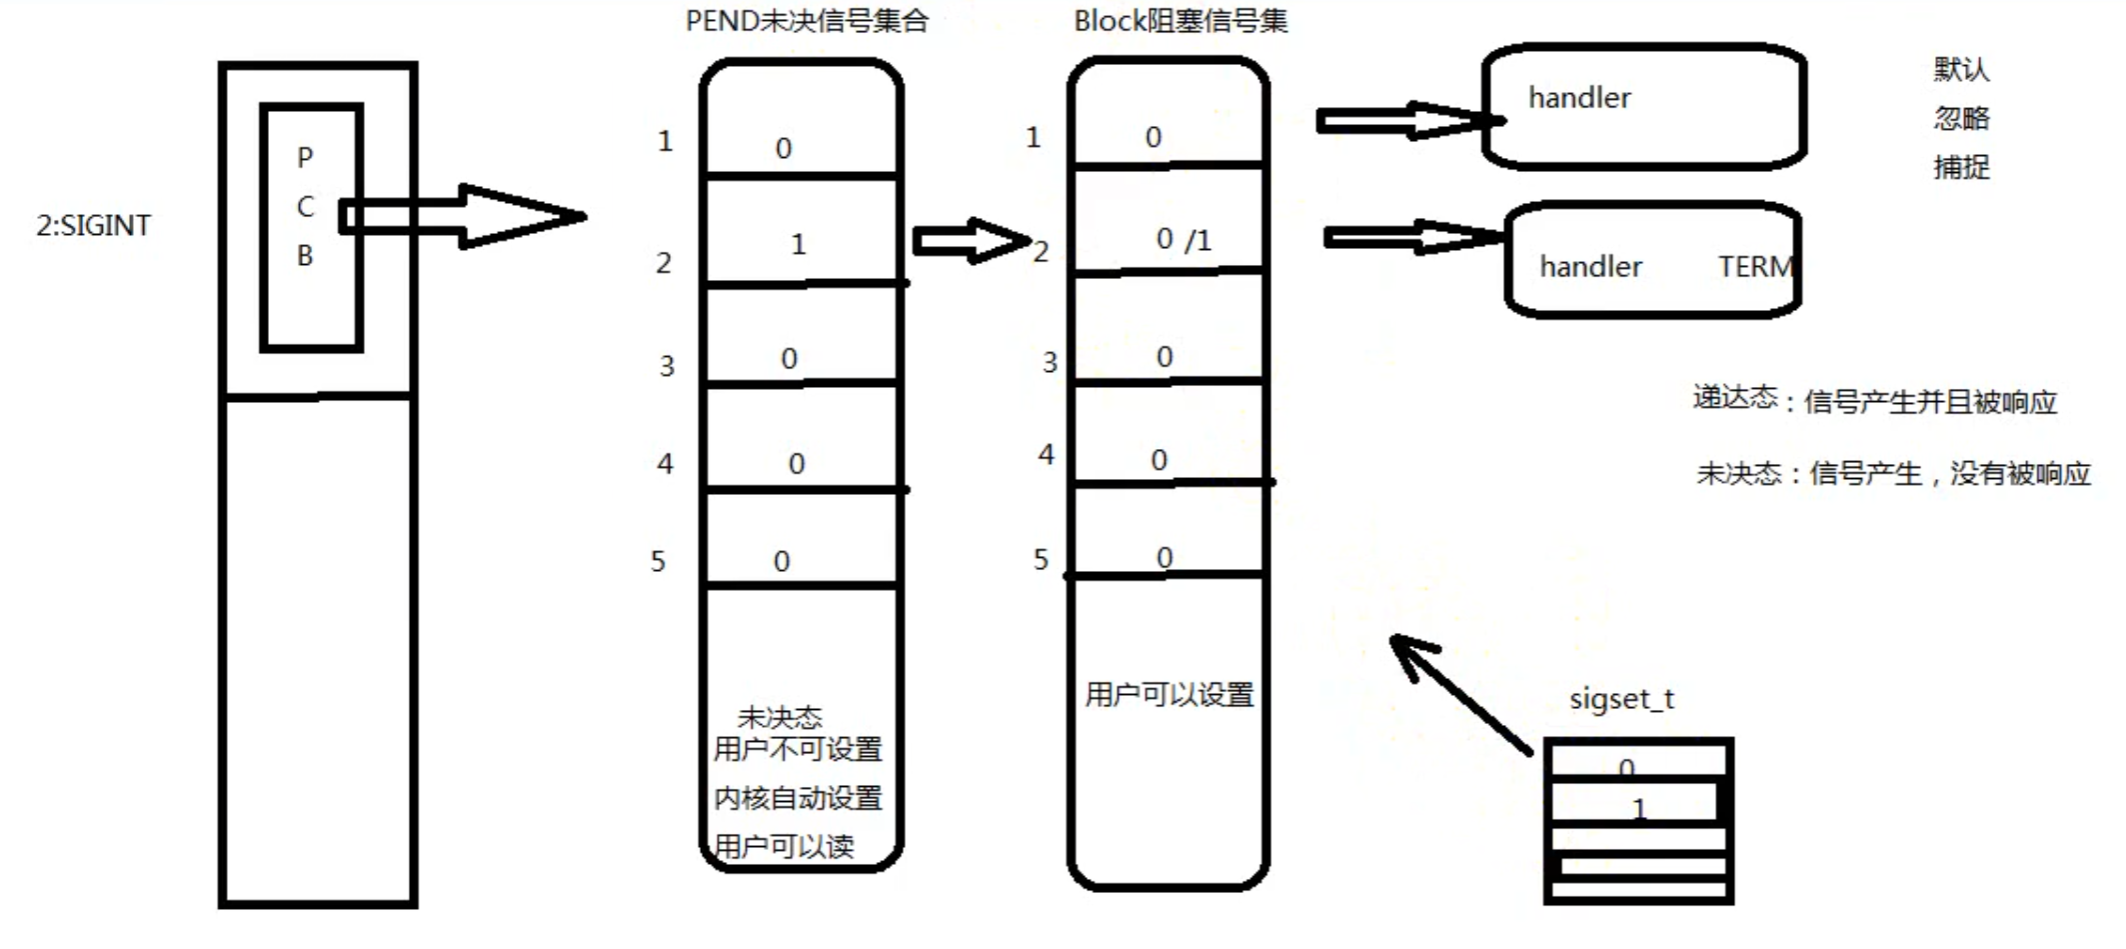 2:SIGINT
P
C
B
PEND未决信号集合
1
0
2
1
3
0
4
0
5
0
未决态
用户不可设置
内核自动设置
用户可以读
Block阻塞信号集
1
0
2
0 /1
3
0
4
0
5
0
用户可以设置
handler
handler TERM
默认
忽略
捕捉
递达态：信号产生并且被响应
未决态：信号产生，没有被响应
sigset_t
0
1